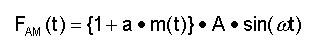 F_AM (t) = {1 + a • m(t)} • A • sin(ωt)